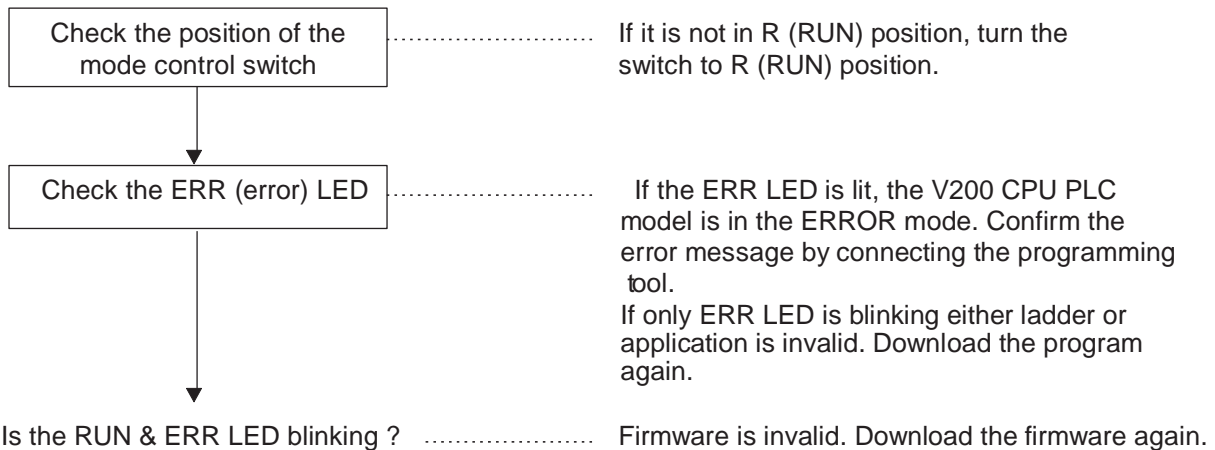 Check the position of the
mode control switch
If it is not in R (RUN) position, turn the
switch to R (RUN) position.
Check the ERR (error) LED
If the ERR LED is lit, the V200 CPU PLC
model is in the ERROR mode. Confirm the
error message by connecting the programming
tool.
If only ERR LED is blinking either ladder or
application is invalid. Download the program
again.
Is the RUN & ERR LED blinking ?
Firmware is invalid. Download the firmware again.